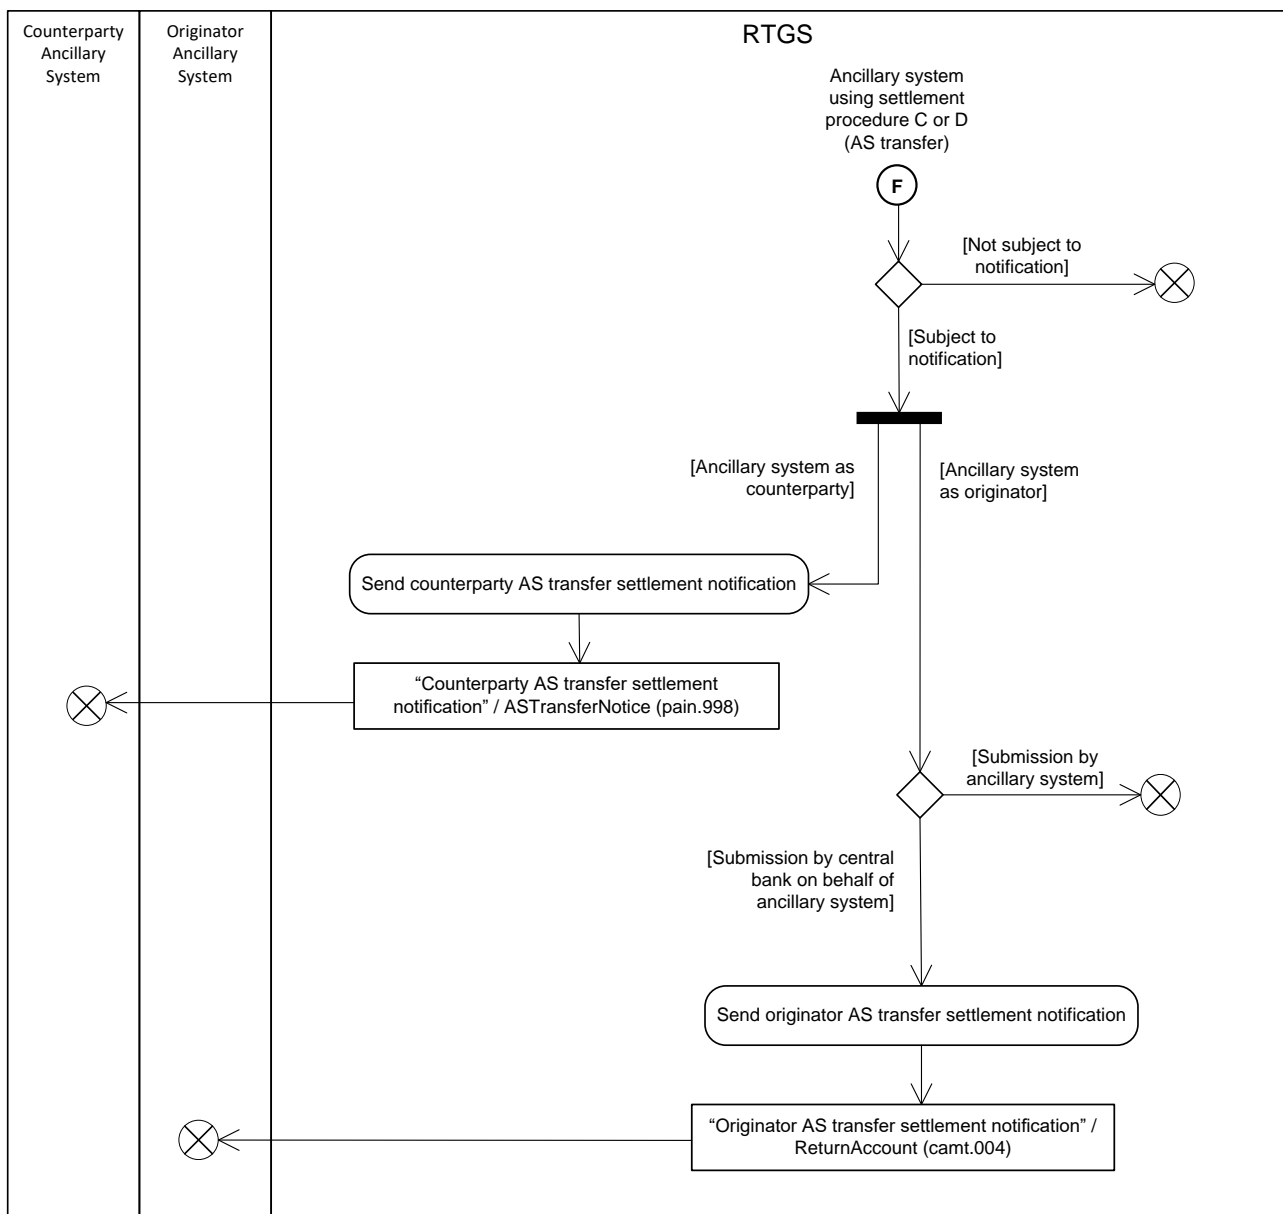 Counterparty
Ancillary
System
Originator
Ancillary
System
RTGS
Ancillary system
using settlement
procedure C or D
(AS transfer)
F
[Not subject to
notification]
[Subject to
notification]
[Ancillary system as
counterparty]
[Ancillary system
as originator]
Send counterparty AS transfer settlement notification
“Counterparty AS transfer settlement
notification” / ASTransferNotice (pain.998)
[Submission by
ancillary system]
[Submission by central
bank on behalf of
ancillary system]
Send originator AS transfer settlement notification
“Originator AS transfer settlement notification” /
ReturnAccount (camt.004)